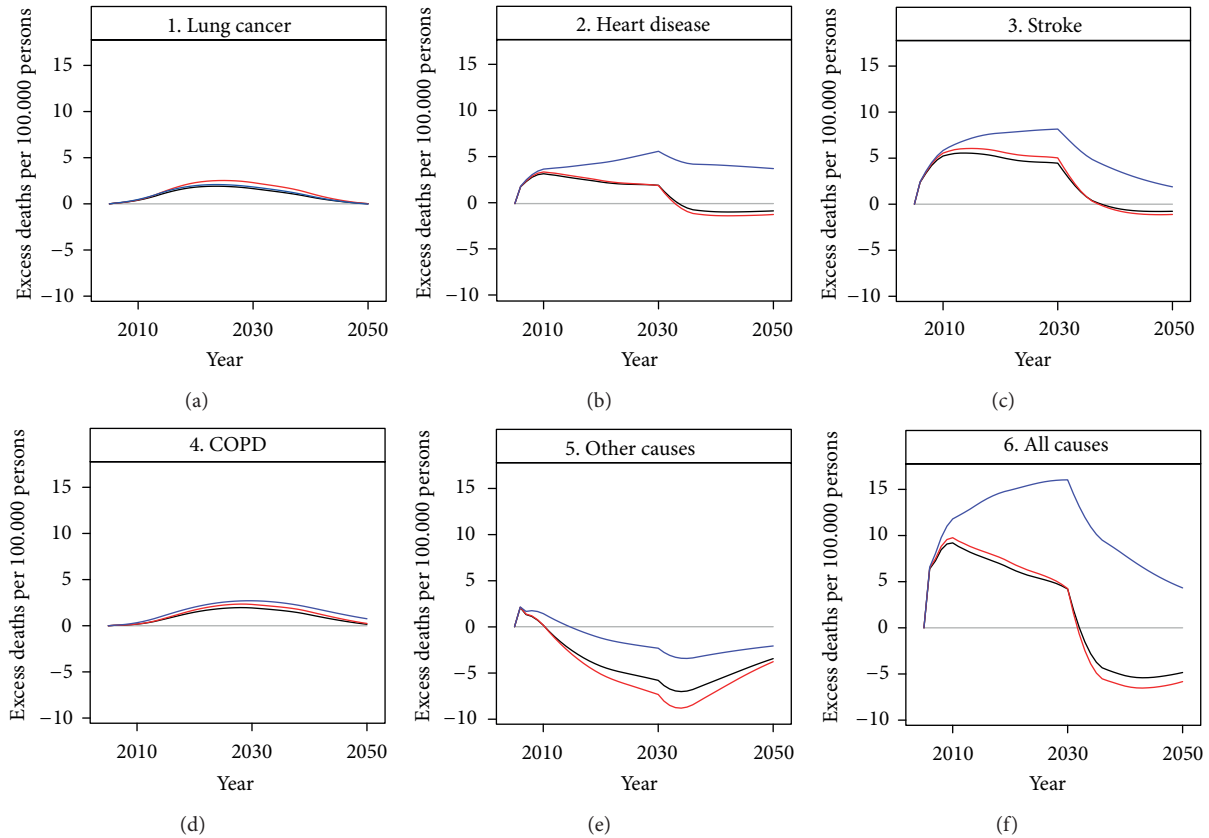 1. Lung cancer
Excess deaths per 100.000 persons
15
10
5
0
−5
−10
2010 2030 2050
Year
(a)
2. Heart disease
Excess deaths per 100.000 persons
15
10
5
0
−5
−10
2010 2030 2050
Year
(b)
3. Stroke
Excess deaths per 100.000 persons
15
10
5
0
−5
−10
2010 2030 2050
Year
(c)
4. COPD
Excess deaths per 100.000 persons
15
10
5
0
−5
−10
2010 2030 2050
Year
(d)
5. Other causes
Excess deaths per 100.000 persons
15
10
5
0
−5
−10
2010 2030 2050
Year
(e)
6. All causes
Excess deaths per 100.000 persons
15
10
5
0
−5
−10
2010 2030 2050
Year
(f)